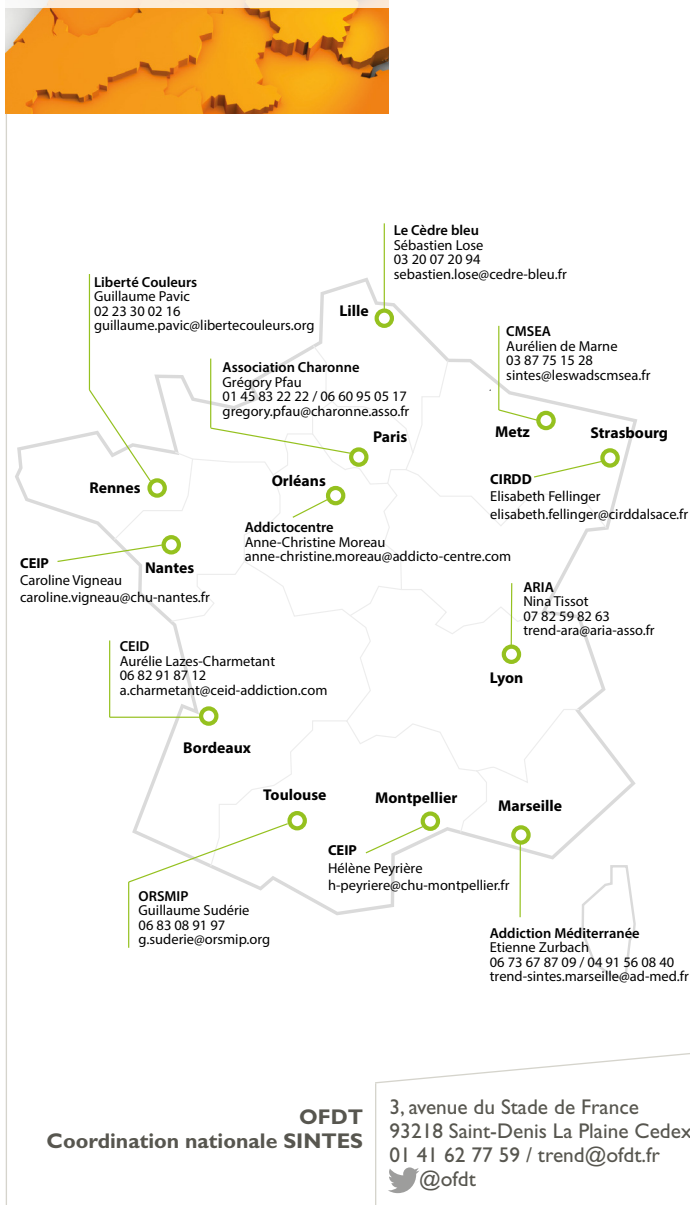 Le Cèdre bleu
Sébastien Lose
03 20 07 20 94
sebastien.lose@cedre-bleu.fr
Lille
Liberté Couleurs
Guillaume Pavic
02 23 30 02 16
guillaume.pavic@libertecouleurs.org
Rennes
CMSEA
Aurélien de Marne
03 87 75 15 28
sintes@leswadscmsea.fr
Metz
Association Charonne
Grégory Pfau
01 45 83 22 22 / 06 60 95 05 17
gregory.pfau@charonne.asso.fr
Paris
Strasbourg
CIRDD
Elisabeth Fellinger
elisabeth.fellinger@cirddalsace.fr
Orléans
Addictocentre
Anne-Christine Moreau
anne-christine.moreau@addicto-centre.com
Nantes
CEIP
Caroline Vigneau
caroline.vigneau@chu-nantes.fr
ARIA
Nina Tissot
07 82 59 82 63
trend-ara@aria-asso.fr
Lyon
CEID
Aurélie Lazes-Charmetant
06 82 91 87 12
a.charmetant@ceid-addiction.com
Bordeaux
Toulouse
Montpellier
Marseille
CEIP
Hélène Peyrière
h-peyriere@chu-montpellier.fr
ORSMIP
Guillaume Sudérie
06 83 08 91 97
g.suderie@orsmip.org
Addiction Méditerranée
Etienne Zurbach
06 73 67 87 09 / 04 91 56 08 40
trend-sintes.marseille@ad-med.fr
OFDT
Coordination nationale SINTES
3, avenue du Stade de France
93218 Saint-Denis La Plaine Cedex
01 41 62 77 59 / trend@ofdt.fr
@ofdt